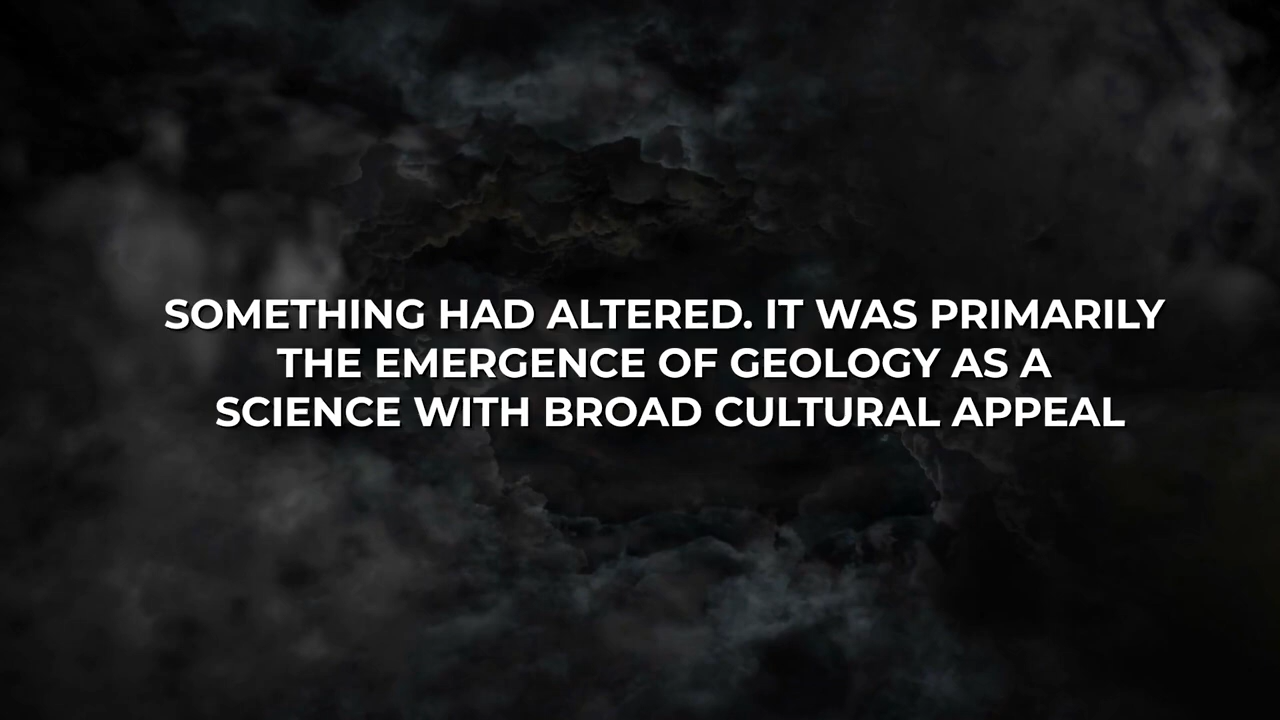 SOMETHING HAD ALTERED. IT WAS PRIMARILY
THE EMERGENCE OF GEOLOGY AS A
SCIENCE WITH BROAD CULTURAL APPEAL